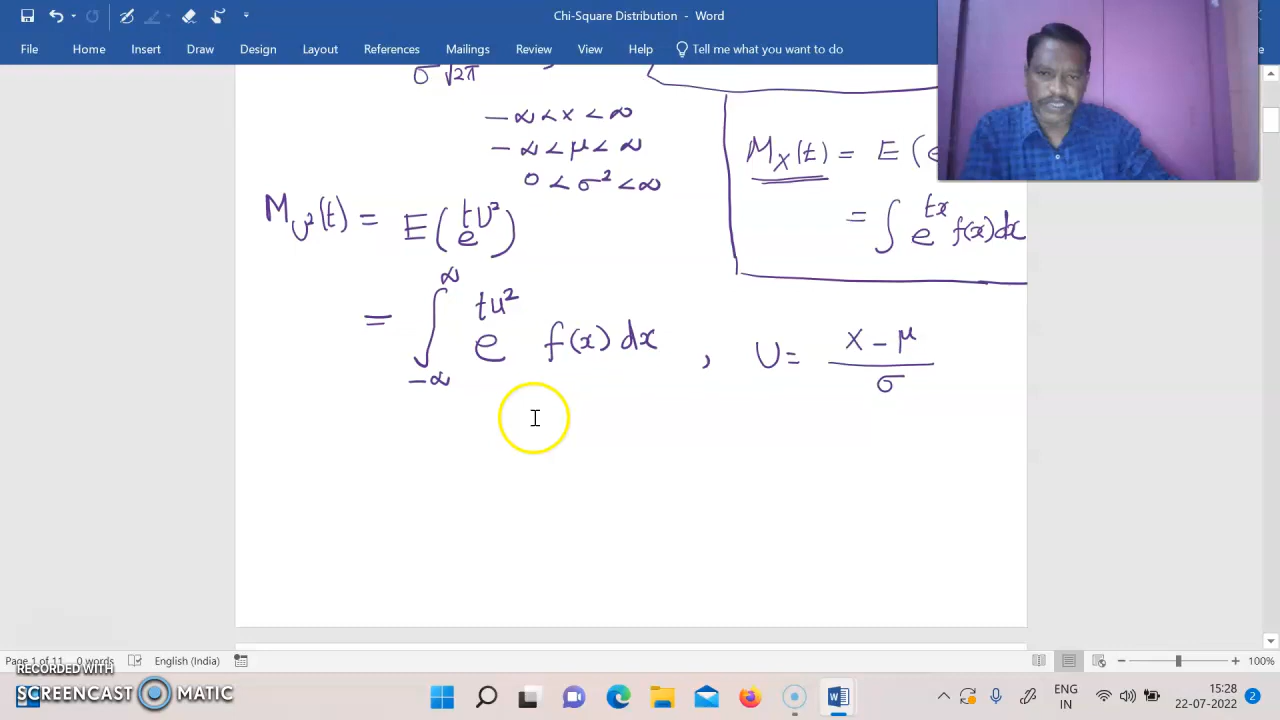 Chi-Square Distribution - Word
File Home Insert Draw Design Layout References Mailings Review View Help Tell me what you want to do
σ √2π
-∞ < x < ∞
-∞ < μ < ∞
0 < σ² < ∞
M_X(t) = E(e
= ∫ e^{tx} f(x)dx
M_{U²}(t) = E(e^{tU²})
= ∫_{-∞}^{∞} e^{tu²} f(x) dx , U = (X - μ)/σ
Page 1 of 11 0 words English (India) 100%
RECORDED WITH
SCREENCAST MATIC
ENG
IN
15:28
22-07-2022